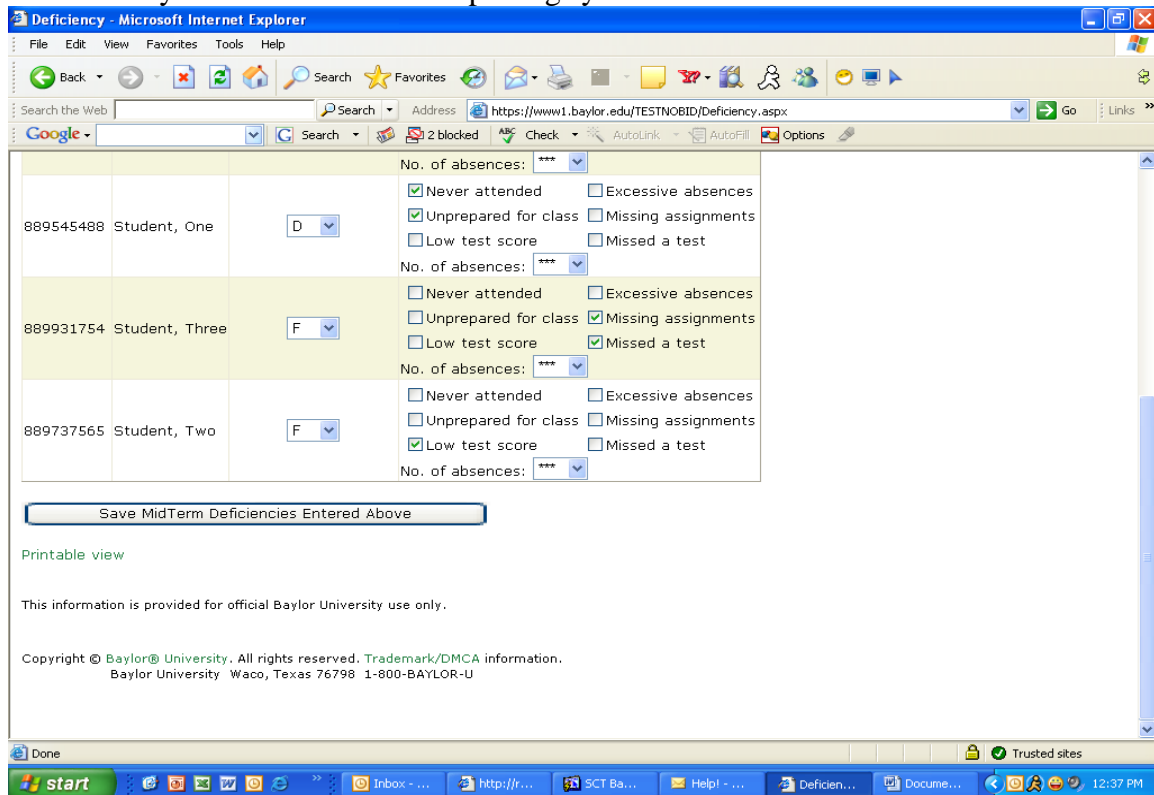 Deficiency - Microsoft Internet Explorer
File Edit View Favorites Tools Help
Back Search Favorites
Search the Web Search Address https://www1.baylor.edu/TESTNOBID/Deficiency.aspx Go Links »
Google Search 2 blocked ABC Check AutoLink AutoFill Options
No. of absences: ***
Never attended Excessive absences
Unprepared for class Missing assignments
889545488 Student, One D
Low test score Missed a test
No. of absences: ***
Never attended Excessive absences
Unprepared for class Missing assignments
889931754 Student, Three F
Low test score Missed a test
No. of absences: ***
Never attended Excessive absences
Unprepared for class Missing assignments
889737565 Student, Two F
Low test score Missed a test
No. of absences: ***
Save MidTerm Deficiencies Entered Above
Printable view
This information is provided for official Baylor University use only.
Copyright © Baylor® University. All rights reserved. Trademark/DMCA information.
Baylor University Waco, Texas 76798 1-800-BAYLOR-U
Done Trusted sites
start » Inbox - ... http://r... SCT Ba... Help! - ... Deficien... Docume... 12:37 PM